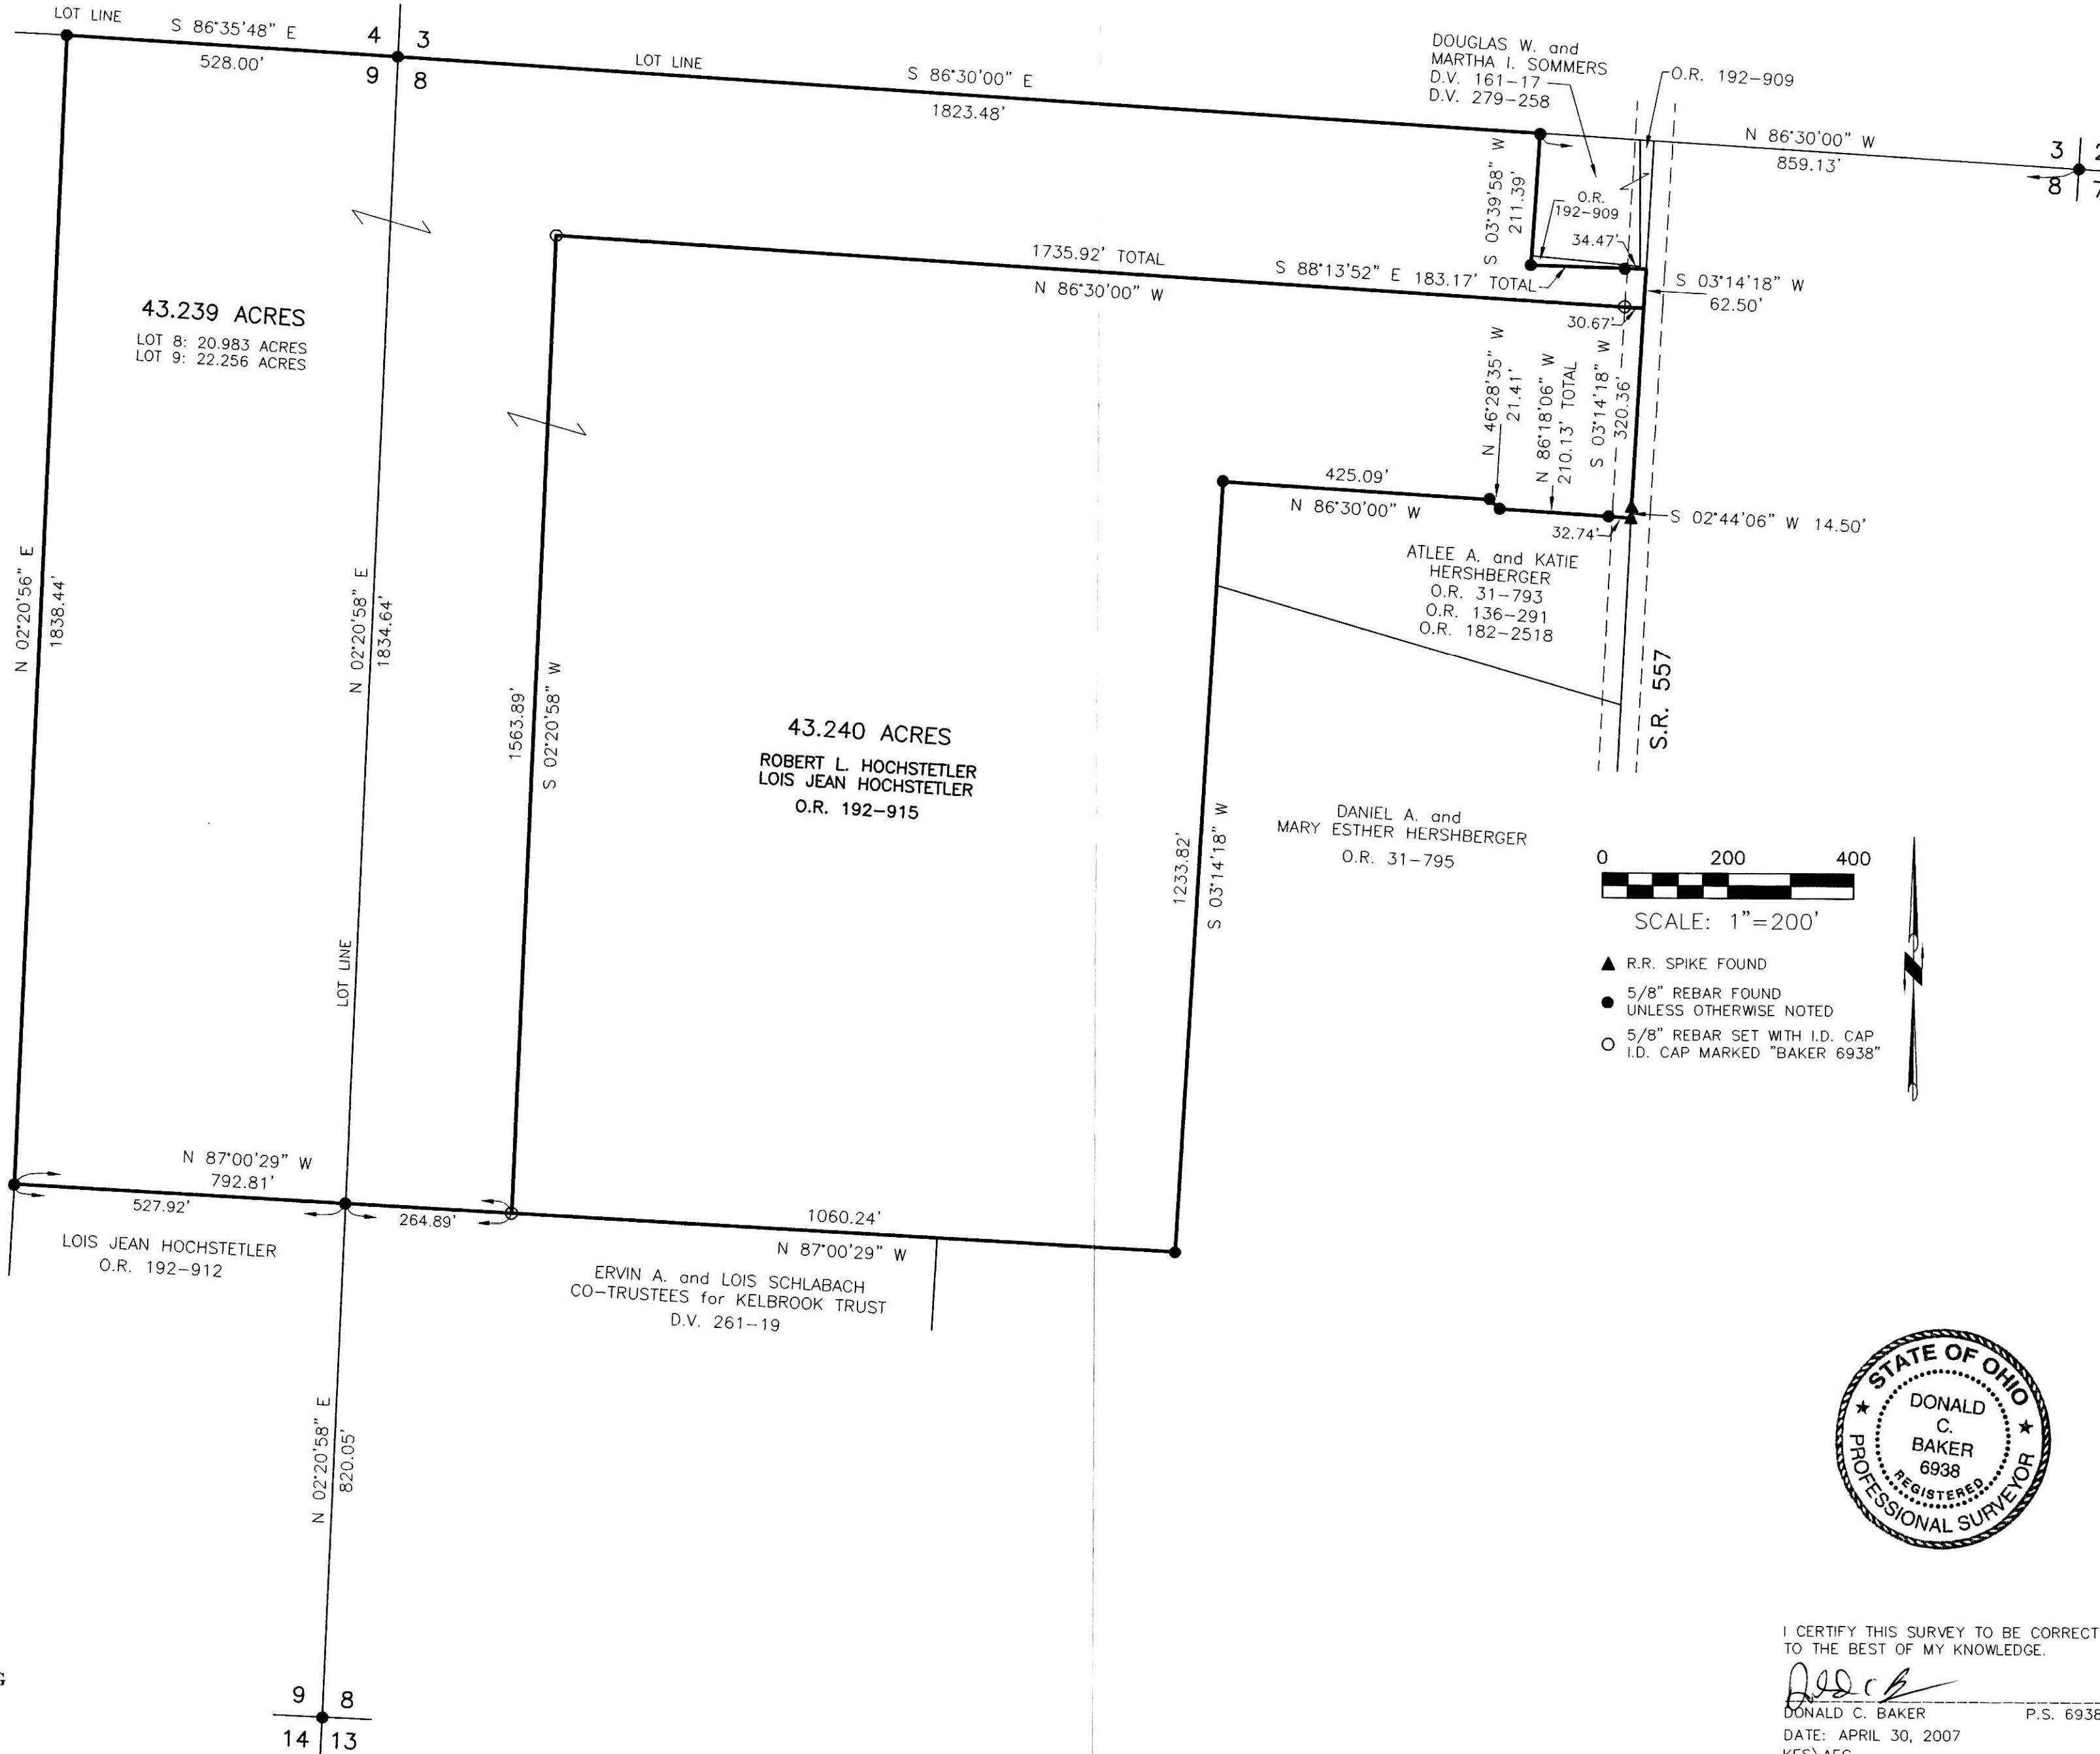 LOT LINE
S 86°35'48" E
528.00'
4 3
9 8
LOT LINE
S 86°30'00" E
1823.48'
DOUGLAS W. and
MARTHA I. SOMMERS
D.V. 161-17
D.V. 279-258
O.R. 192-909
N 86°30'00" W
859.13'
3 2
8 7
S 03°39'58" W
211.39'
O.R.
192-909
34.47'
1735.92' TOTAL
N 86°30'00" W
S 88°13'52" E 183.17' TOTAL
S 03°14'18" W
62.50'
30.67'
43.239 ACRES
LOT 8: 20.983 ACRES
LOT 9: 22.256 ACRES
N 46°28'35" W
21.41'
N 86°18'06" W
210.13' TOTAL
S 03°14'18" W
320.36'
425.09'
N 86°30'00" W
32.74'
S 02°44'06" W 14.50'
ATLEE A. and KATIE
HERSHBERGER
O.R. 31-793
O.R. 136-291
O.R. 182-2518
N 02°20'56" E
1838.44'
N 02°20'58" E
1834.64'
LOT LINE
1563.89'
S 02°20'58" W
43.240 ACRES
ROBERT L. HOCHSTETLER
LOIS JEAN HOCHSTETLER
O.R. 192-915
S.R. 557
1233.82'
S 03°14'18" W
DANIEL A. and
MARY ESTHER HERSHBERGER
O.R. 31-795
0 200 400
SCALE: 1"=200'
R.R. SPIKE FOUND
5/8" REBAR FOUND
UNLESS OTHERWISE NOTED
5/8" REBAR SET WITH I.D. CAP
I.D. CAP MARKED "BAKER 6938"
N 87°00'29" W
792.81'
527.92'
264.89'
1060.24'
N 87°00'29" W
LOIS JEAN HOCHSTETLER
O.R. 192-912
ERVIN A. and LOIS SCHLABACH
CO-TRUSTEES for KELBROOK TRUST
D.V. 261-19
N 02°20'58" E
820.05'
9 8
14 13
STATE OF OHIO
DONALD
C.
BAKER
6938
REGISTERED
PROFESSIONAL SURVEYOR
I CERTIFY THIS SURVEY TO BE CORRECT
TO THE BEST OF MY KNOWLEDGE.
DONALD C. BAKER P.S. 6938
DATE: APRIL 30, 2007